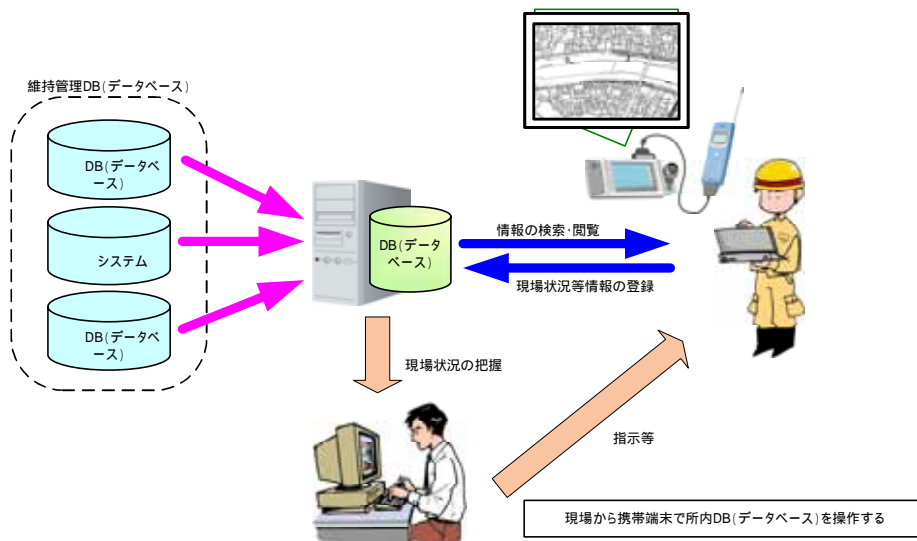 維持管理DB(データベース)
DB(データベ
ース)
システム
DB(データベ
ース)
DB(データ
ベース)
情報の検索・閲覧
現場状況等情報の登録
現場状況の把握
指示等
現場から携帯端末で所内DB(データベース)を操作する